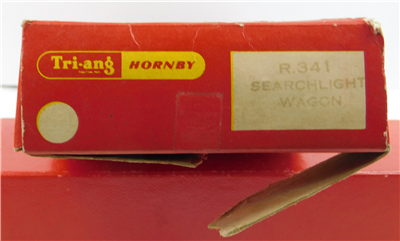 Tri-ang HORNBY
R.341
SEARCHLIGHT
WAGON